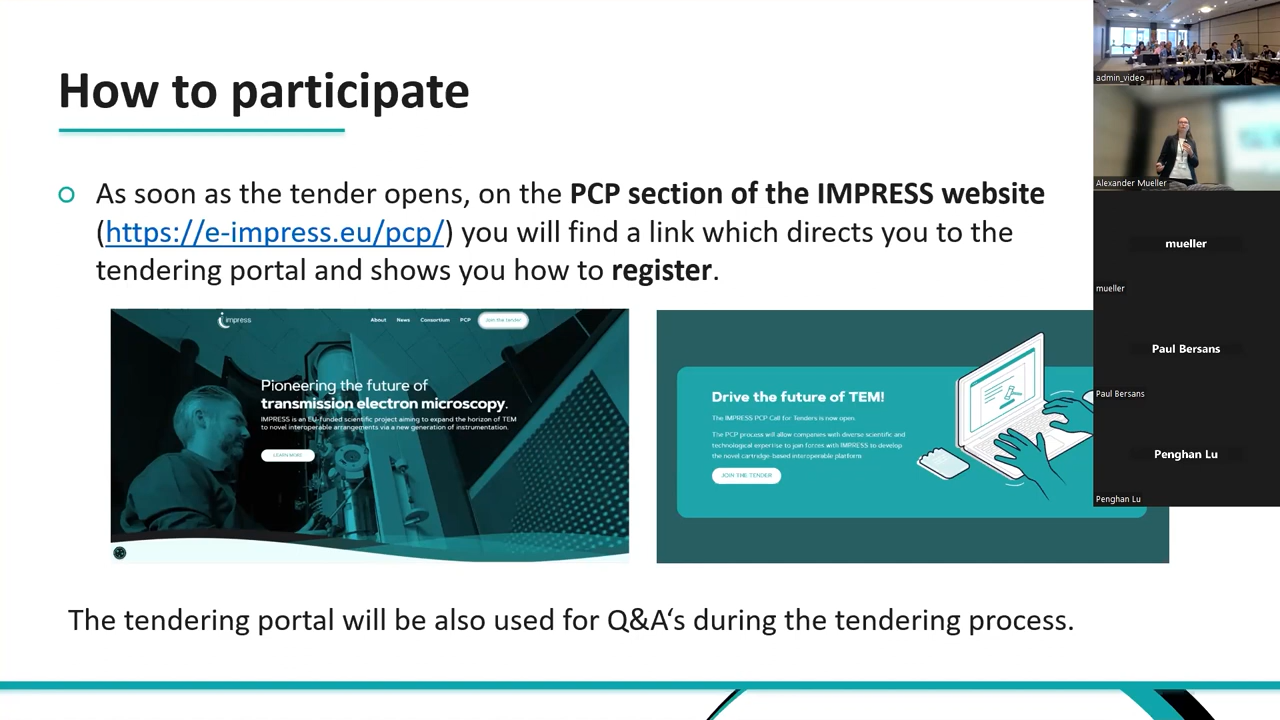 How to participate
As soon as the tender opens, on the PCP section of the IMPRESS website
(https://e-impress.eu/pcp/) you will find a link which directs you to the
tendering portal and shows you how to register.
impress
About News Consortium PCP Join the tender
Pioneering the future of
transmission electron microscopy.
IMPRESS is an EU-funded scientific project aiming to expand the horizon of TEM
to novel interoperable arrangements via a new generation of instrumentation.
LEARN MORE
Drive the future of TEM!
The IMPRESS PCP Call for Tenders is now open.
The PCP process will allow companies with diverse scientific and
technological expertise to join forces with IMPRESS to develop
the novel cartridge-based interoperable platform.
JOIN THE TENDER
The tendering portal will be also used for Q&A‘s during the tendering process.
admin_video
Alexander Mueller
mueller
mueller
Paul Bersans
Paul Bersans
Penghan Lu
Penghan Lu